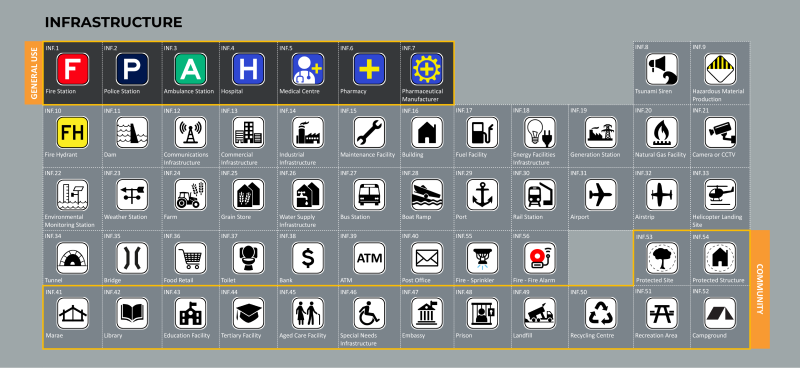 INFRASTRUCTURE
GENERAL USE
INF.1
F
Fire Station
INF.2
P
Police Station
INF.3
A
Ambulance Station
INF.4
H
Hospital
INF.5
Medical Centre
INF.6
Pharmacy
INF.7
Pharmaceutical
Manufacturer
INF.8
Tsunami Siren
INF.9
Hazardous Material
Production
INF.10
FH
Fire Hydrant
INF.11
Dam
INF.12
Communications
Infrastructure
INF.13
Commercial
Infrastructure
INF.14
Industrial
Infrastructure
INF.15
Maintenance Facility
INF.16
Building
INF.17
Fuel Facility
INF.18
Energy Facilities
Infrastructure
INF.19
Generation Station
INF.20
Natural Gas Facility
INF.21
Camera or CCTV
INF.22
Environmental
Monitoring Station
INF.23
Weather Station
INF.24
Farm
INF.25
Grain Store
INF.26
Water Supply
Infrastructure
INF.27
Bus Station
INF.28
Boat Ramp
INF.29
Port
INF.30
Rail Station
INF.31
Airport
INF.32
Airstrip
INF.33
Helicopter Landing
Site
INF.34
Tunnel
INF.35
Bridge
INF.36
Food Retail
INF.37
Toilet
INF.38
$
Bank
INF.39
ATM
ATM
INF.40
Post Office
INF.55
Fire - Sprinkler
INF.56
Fire - Fire Alarm
INF.53
Protected Site
INF.54
Protected Structure
COMMUNITY
INF.41
Marae
INF.42
Library
INF.43
Education Facility
INF.44
Tertiary Facility
INF.45
Aged Care Facility
INF.46
Special Needs
Infrastructure
INF.47
Embassy
INF.48
Prison
INF.49
Landfill
INF.50
Recycling Centre
INF.51
Recreation Area
INF.52
Campground